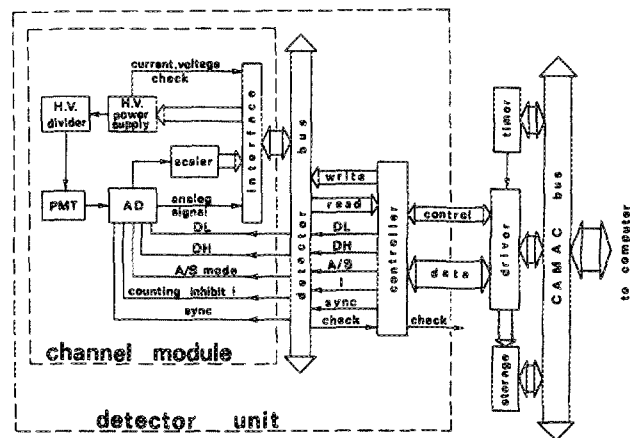 current, voltage
check
H.V.
divider
H.V.
power
supply
interface
scaler
PMT
AD
analog
signal
DL
DH
A/S mode
counting inhibit i
sync
channel module
detector unit
detector bus
write
read
DL
DH
A/S
I
sync
check
controller
check
control
data
timer
driver
storage
CAMAC bus
to computer